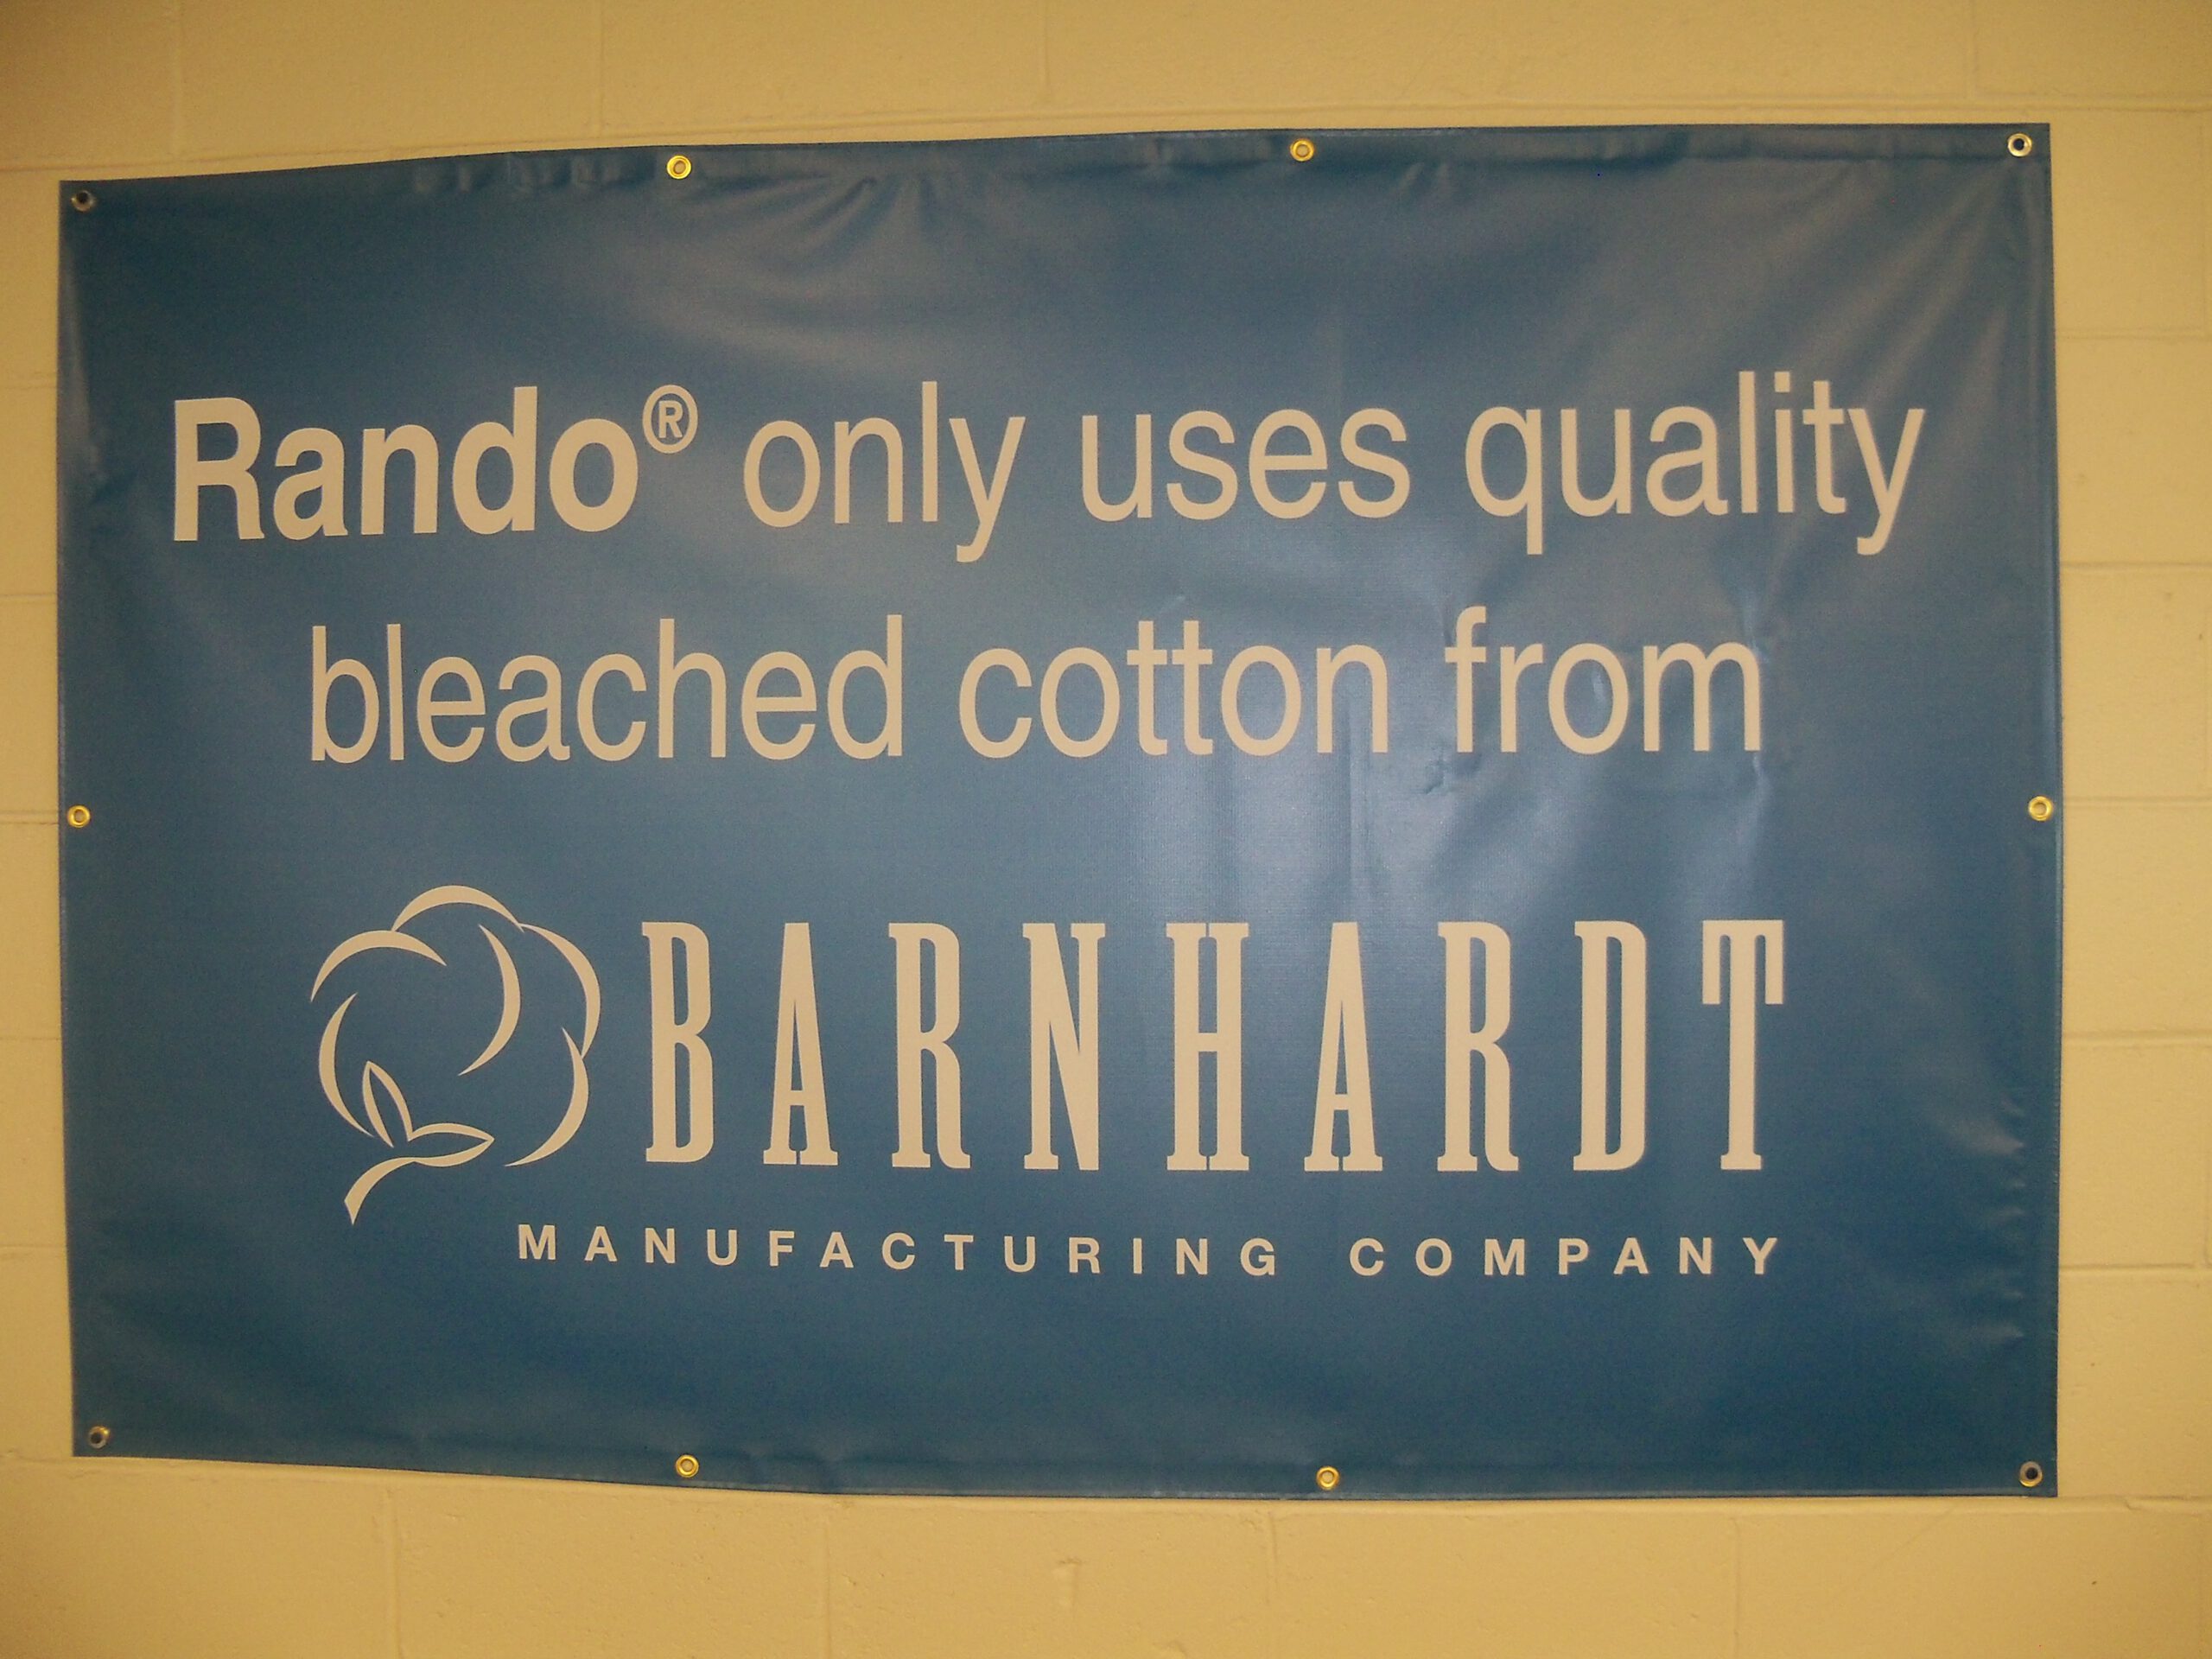 Rando® only uses quality
bleached cotton from
BARNHARDT
MANUFACTURING COMPANY